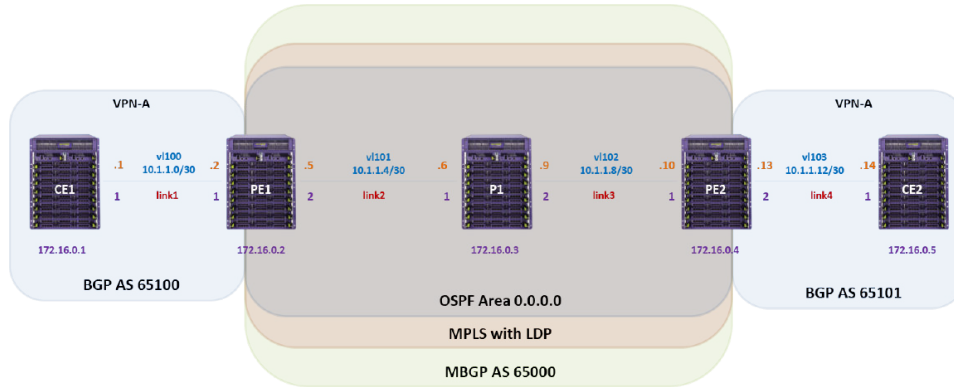 VPN-A
VPN-A
vl100
vl101
vl102
vl103
.1
10.1.1.0/30
.2
.5
10.1.1.4/30
.6
.9
10.1.1.8/30
.10
.13
10.1.1.12/30
.14
CE1
PE1
P1
PE2
CE2
1
link1
1
2
link2
1
2
link3
1
2
link4
1
172.16.0.1
172.16.0.2
172.16.0.3
172.16.0.4
172.16.0.5
BGP AS 65100
BGP AS 65101
OSPF Area 0.0.0.0
MPLS with LDP
MBGP AS 65000